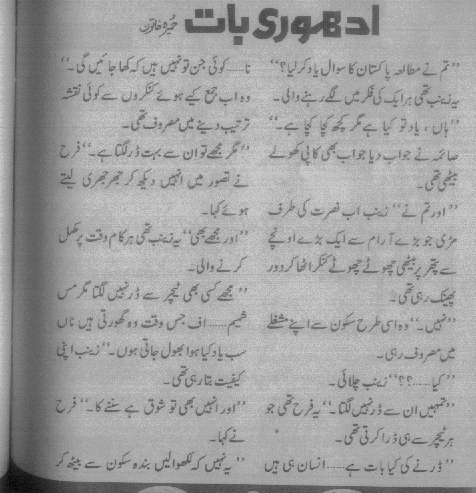 ادھوری بات
حمیرہ خاتون
”تم نے مطالعہ پاکستان کا سوال یاد کر لیا؟“
یہ زینب تھی ہر ایک کی فکر میں لگے رہنے والی۔
”ہاں، یاد تو کیا ہے مگر کچھ کچا کچا ہے۔“
صائمہ نے جواب دیا جواب بھی کاپی کھولے
بیٹھی تھی۔
”اور تم نے“ زینب اب نصرت کی طرف
مڑی جو بڑے آرام سے ایک بڑے اونچے
سے پتھر پر بیٹھی چھوٹے چھوٹے کنکر اٹھا کر دور
پھینک رہی تھی۔
”نہیں۔“ وہ اسی طرح سکون سے اپنے مشغلے
میں مصروف رہی۔
”کیا.....؟؟“ زینب چلائی۔
”تمہیں ان سے ڈر نہیں لگتا۔“ یہ فرح تھی جو
ہر ٹیچر سے ہی ڈرا کرتی تھی۔
”ڈرنے کی کیا بات ہے...... انسان ہی ہیں
نا...... کوئی جن تو نہیں ہیں کہ کھا جائیں گی۔“
وہ اب جمع کیے ہوئے کنکروں سے کوئی نقشہ
ترتیب دینے میں مصروف تھی۔
”مگر مجھے تو ان سے بہت ڈر لگتا ہے۔“ فرح
نے تصور میں انہیں دیکھ کر جھرجھری لیتے
ہوئے کہا۔
”اور مجھے بھی“ یہ زینب تھی ہر کام وقت پر مکمل
کرنے والی۔
”مجھے کسی بھی ٹیچر سے ڈر نہیں لگتا مگر مس
شمیم...... اف جس وقت وہ گھورتی ہیں ناں
سب یاد کیا ہوا بھول جاتی ہوں۔“ زینب اپنی
کیفیت بتا رہی تھی۔
”اور انہیں بھی تو شوق ہے سننے کا۔“ فرح
نے کہا۔
”یہ نہیں کہ لکھوا لیں بندہ سکون سے بیٹھ کر